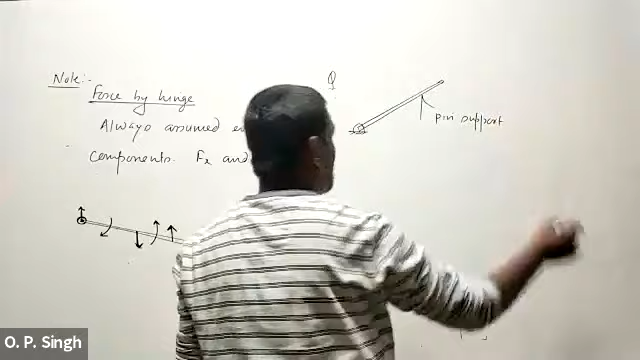 Note:-
Force by hinge
Always assumed
components. Fx and
Q
pin support
O. P. Singh